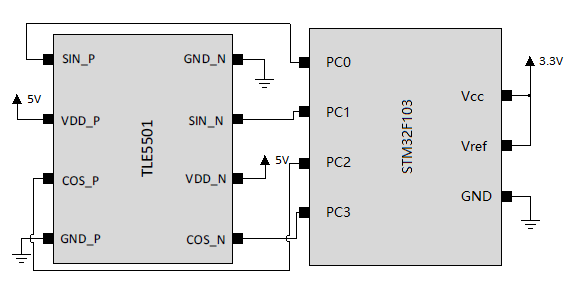 SIN_P
GND_N
5V
VDD_P
SIN_N
COS_P
VDD_N
5V
GND_P
COS_N
TLE5501
PC0
PC1
PC2
PC3
STM32F103
3.3V
Vcc
Vref
GND